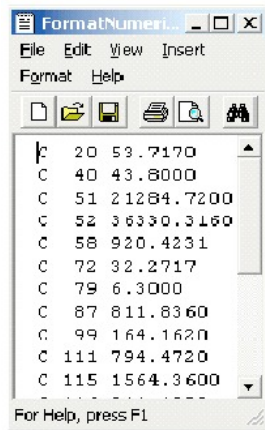 FormatNumeri...
File Edit View Insert
Format Help
C 20 53.7170
C 40 43.8000
C 51 21284.7200
C 52 36330.3160
C 58 920.4231
C 72 32.2717
C 79 6.3000
C 87 811.8360
C 99 164.1620
C 111 794.4720
C 115 1564.3600
For Help, press F1